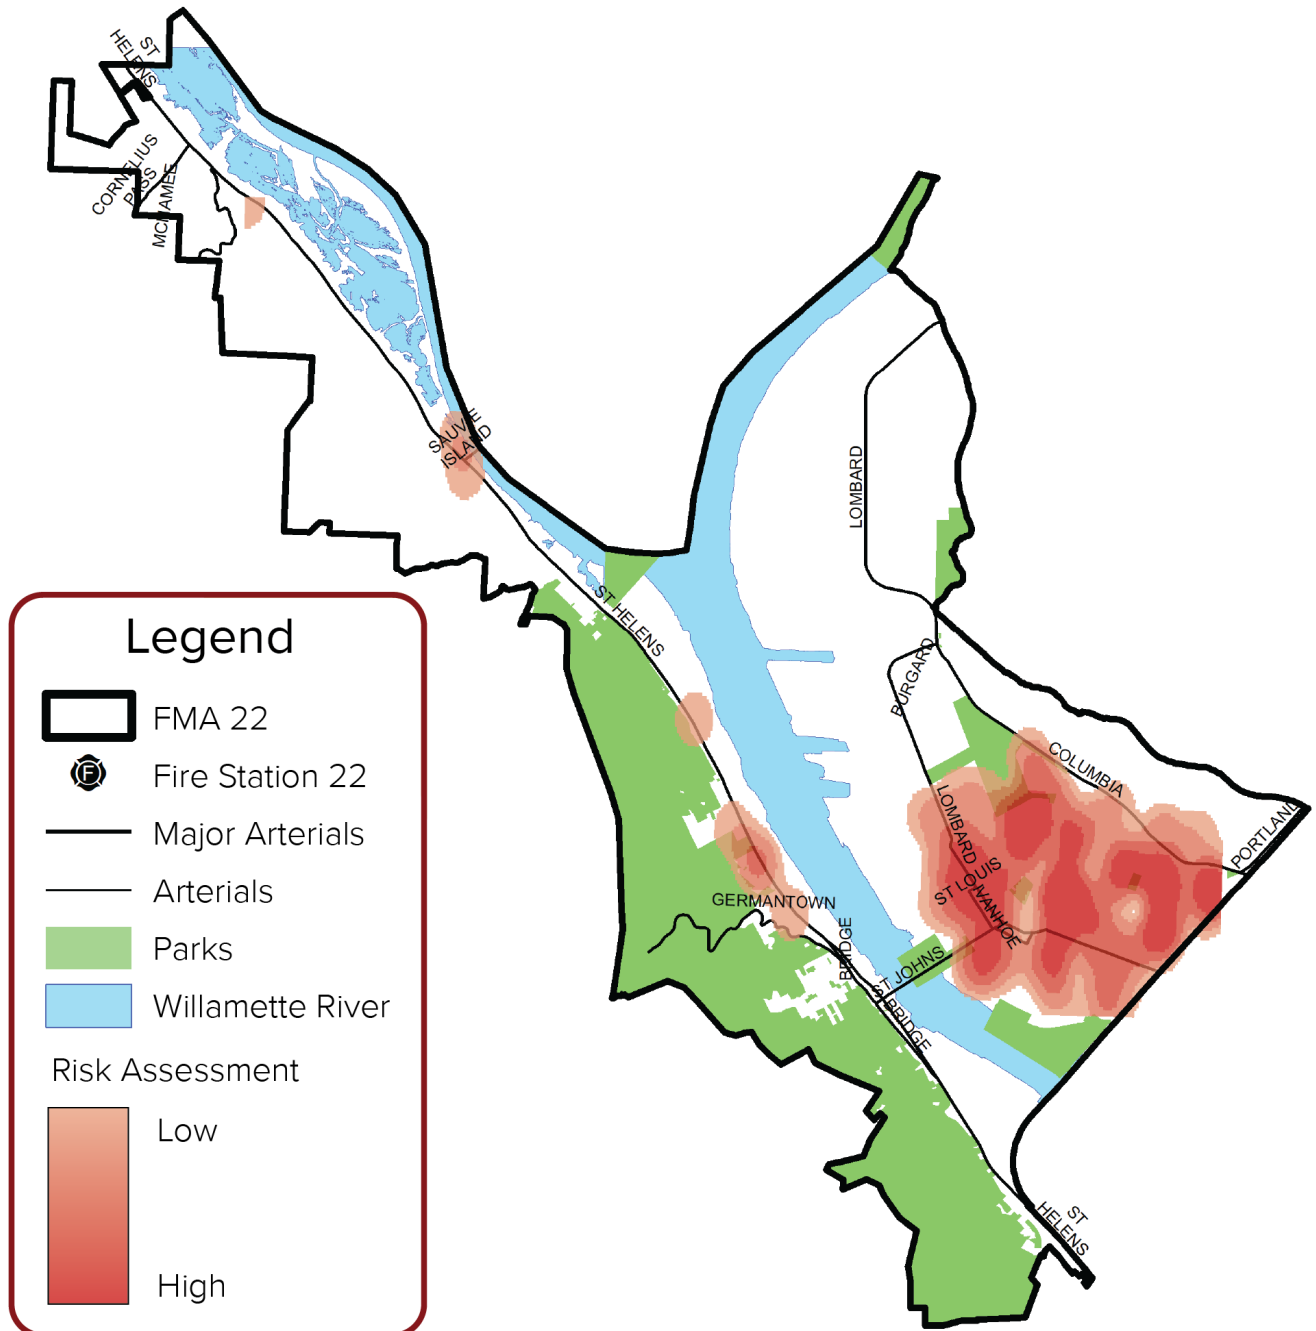 ST
HELENS
CORNELIUS
PASS
MCNAMEE
SAUVIE
ISLAND
LOMBARD
ST HELENS
BURGARD
COLUMBIA
PORTLAND
LOMBARD
ST LOUIS
IVANHOE
GERMANTOWN
BRIDGE
ST JOHNS
BRIDGE
ST
HELENS
Legend
FMA 22
F
Fire Station 22
Major Arterials
Arterials
Parks
Willamette River
Risk Assessment
Low
High